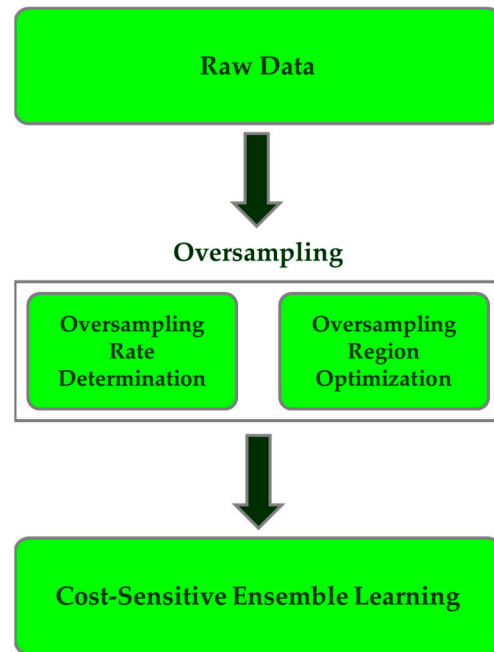 Raw Data
Oversampling
Oversampling
Rate
Determination
Oversampling
Region
Optimization
Cost-Sensitive Ensemble Learning